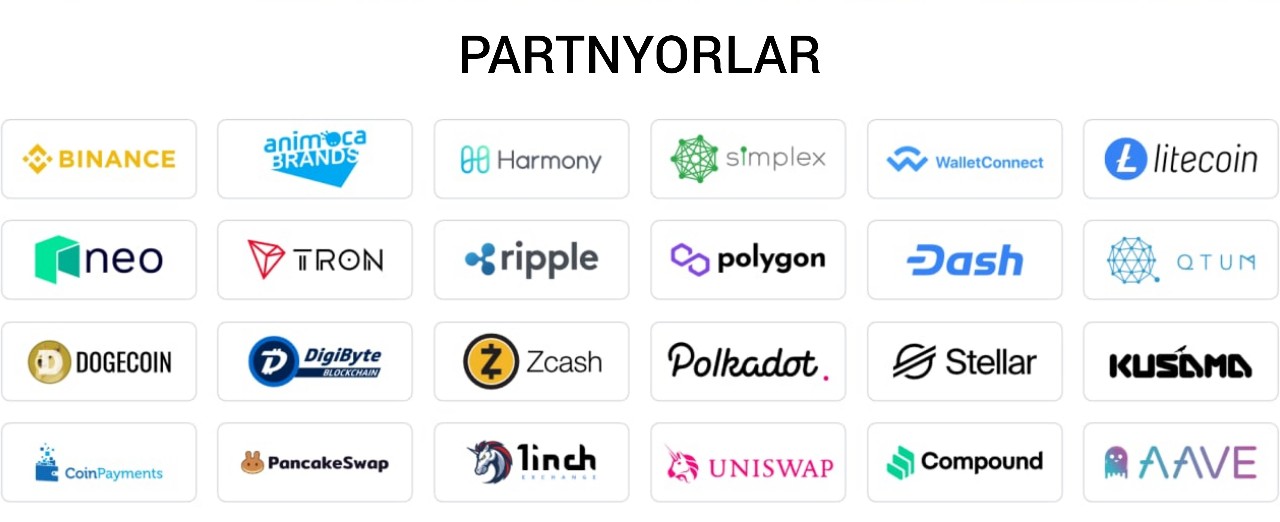 PARTNYORLAR
BINANCE
animoca
BRANDS
Harmony
simplex
WalletConnect
litecoin
neo
TRON
ripple
polygon
Dash
QTUM
DOGECOIN
DigiByte
BLOCKCHAIN
Zcash
Polkadot.
Stellar
KUSAMA
CoinPayments
PancakeSwap
1inch
EXCHANGE
UNISWAP
Compound
AAVE